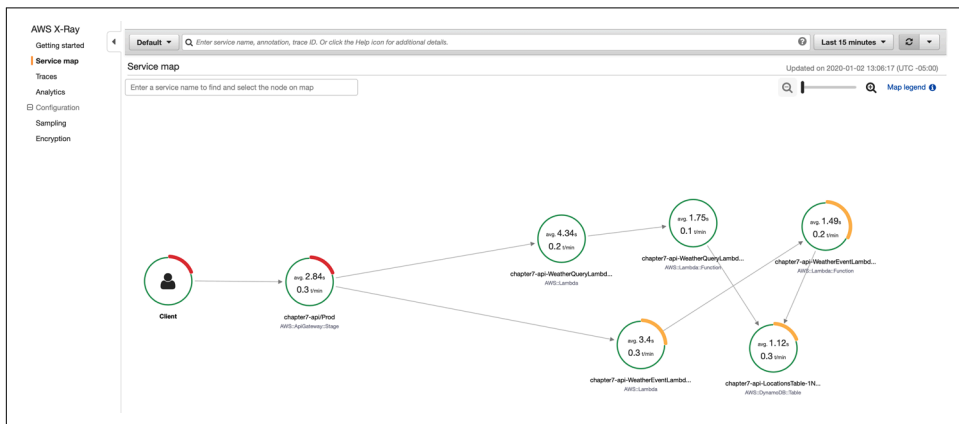 AWS X-Ray
Getting started
Service map
Traces
Analytics
Configuration
Sampling
Encryption
Default
Enter service name, annotation, trace ID. Or click the Help icon for additional details.
Last 15 minutes
Service map
Updated on 2020-01-02 13:06:17 (UTC -05:00)
Enter a service name to find and select the node on map
Map legend
Client
avg. 2.84s
0.3 t/min
chapter7-api/Prod
AWS::ApiGateway::Stage
avg. 4.34s
0.2 t/min
chapter7-api-WeatherQueryLambd...
AWS::Lambda
avg. 1.75s
0.1 t/min
chapter7-api-WeatherQueryLambd...
AWS::Lambda::Function
avg. 1.49s
0.2 t/min
chapter7-api-WeatherEventLambd...
AWS::Lambda::Function
avg. 3.4s
0.3 t/min
chapter7-api-WeatherEventLambd...
AWS::Lambda
avg. 1.12s
0.3 t/min
chapter7-api-LocationsTable-1N...
AWS::DynamoDB::Table